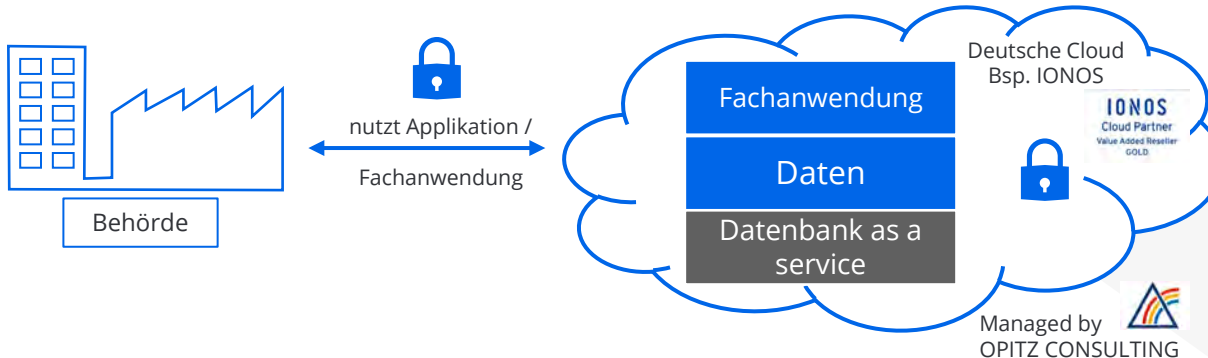 Behörde
nutzt Applikation /
Fachanwendung
Fachanwendung
Daten
Datenbank as a
service
Deutsche Cloud
Bsp. IONOS
IONOS
Cloud Partner
Value Added Reseller
GOLD
Managed by
OPITZ CONSULTING